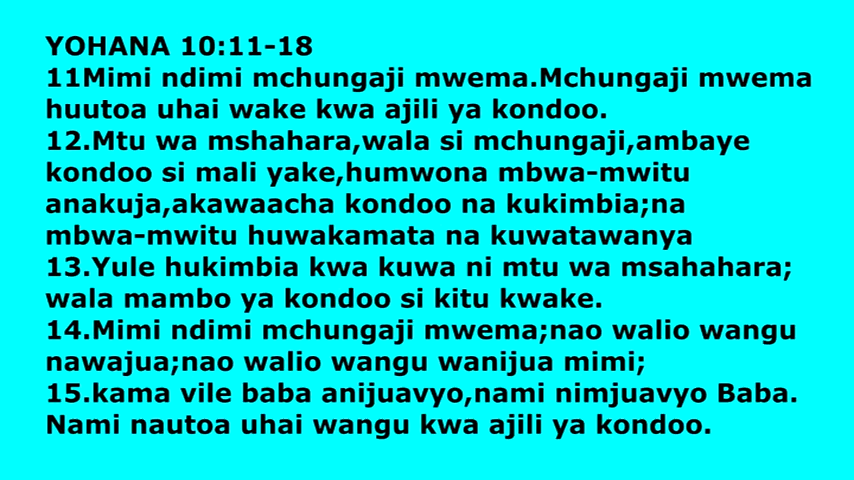 YOHANA 10:11-18
11Mimi ndimi mchungaji mwema.Mchungaji mwema
huutoa uhai wake kwa ajili ya kondoo.
12.Mtu wa mshahara,wala si mchungaji,ambaye
kondoo si mali yake,humwona mbwa-mwitu
anakuja,akawaacha kondoo na kukimbia;na
mbwa-mwitu huwakamata na kuwatawanya
13.Yule hukimbia kwa kuwa ni mtu wa msahahara;
wala mambo ya kondoo si kitu kwake.
14.Mimi ndimi mchungaji mwema;nao walio wangu
nawajua;nao walio wangu wanijua mimi;
15.kama vile baba anijuavyo,nami nimjuavyo Baba.
Nami nautoa uhai wangu kwa ajili ya kondoo.